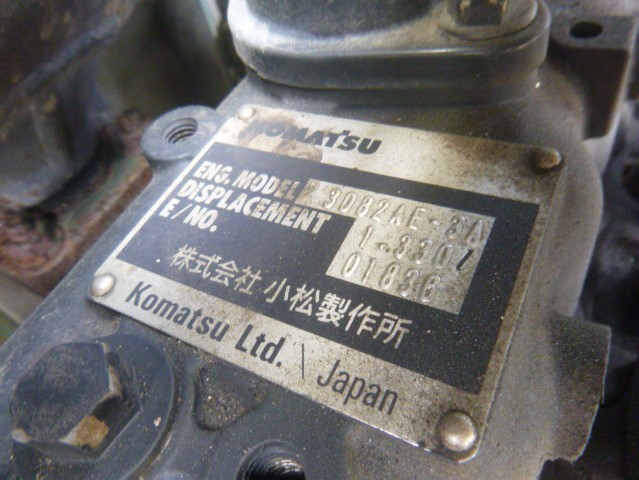 KOMATSU
ENG. MODEL 3D82AE-3A
DISPLACEMENT 1.330 l
E/NO. 01836
株式会社 小松製作所
Komatsu Ltd. | Japan